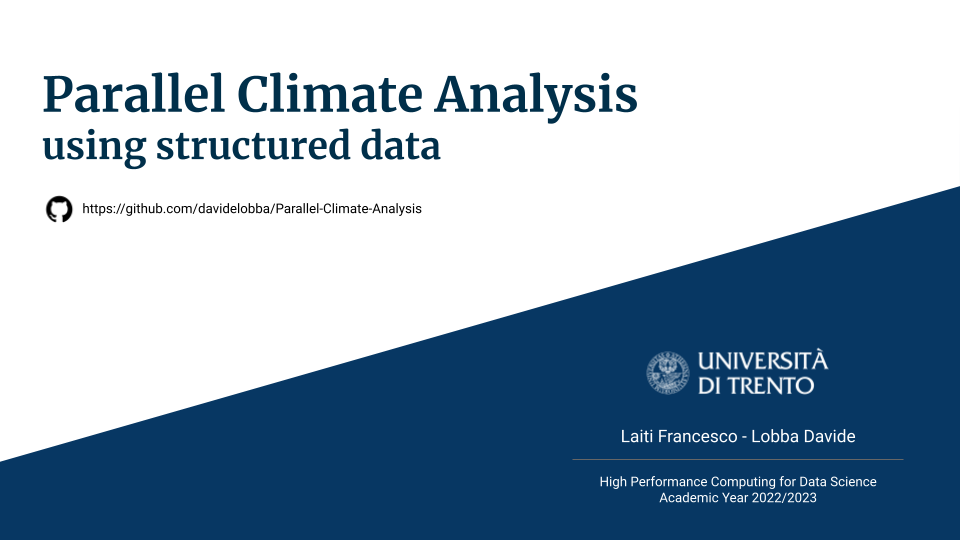 Parallel Climate Analysis
using structured data
https://github.com/davidelobba/Parallel-Climate-Analysis
UNIVERSITÀ
DI TRENTO
Laiti Francesco - Lobba Davide
High Performance Computing for Data Science
Academic Year 2022/2023